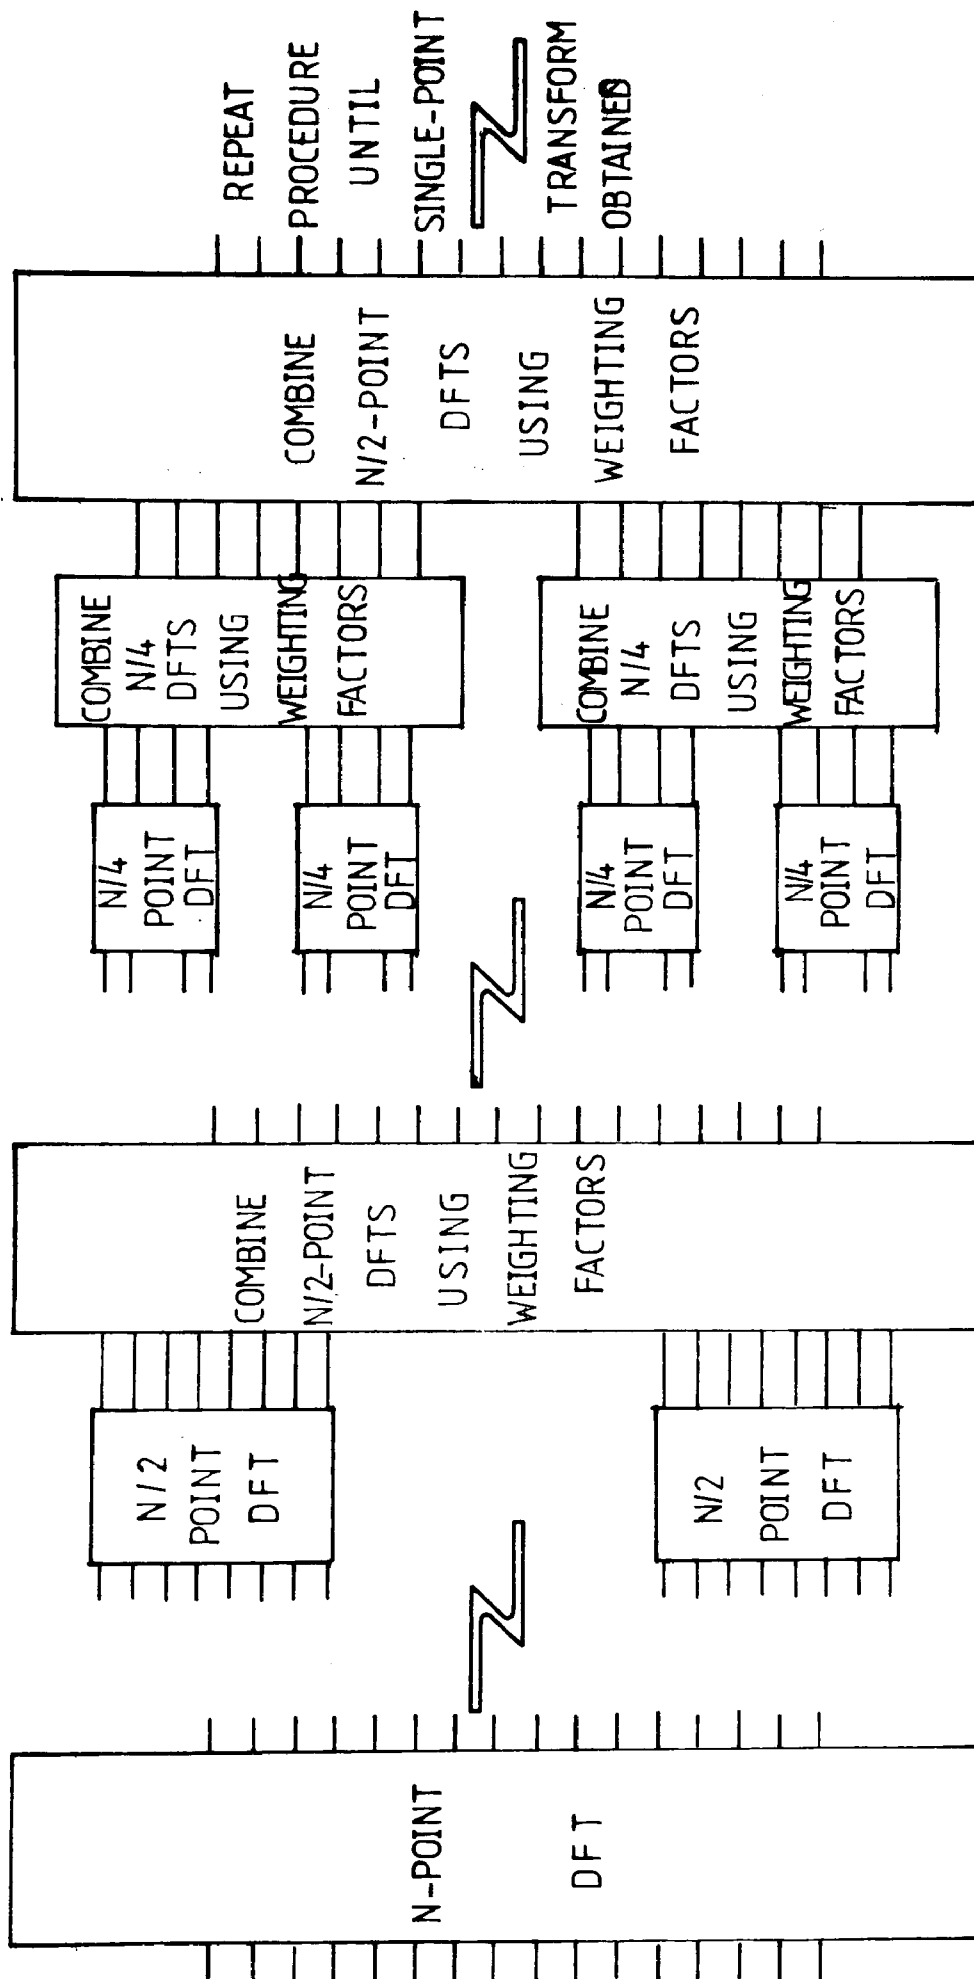 N-POINT
DFT
N/2
POINT
DFT
N/2
POINT
DFT
COMBINE
N/2-POINT
DFTS
USING
WEIGHTING
FACTORS
N/4
POINT
DFT
N/4
POINT
DFT
N/4
POINT
DFT
N/4
POINT
DFT
COMBINE
N/4
DFTS
USING
WEIGHTING
FACTORS
COMBINE
N/4
DFTS
USING
WEIGHTING
FACTORS
COMBINE
N/2-POINT
DFTS
USING
WEIGHTING
FACTORS
REPEAT
PROCEDURE
UNTIL
SINGLE-POINT
TRANSFORM
OBTAINED